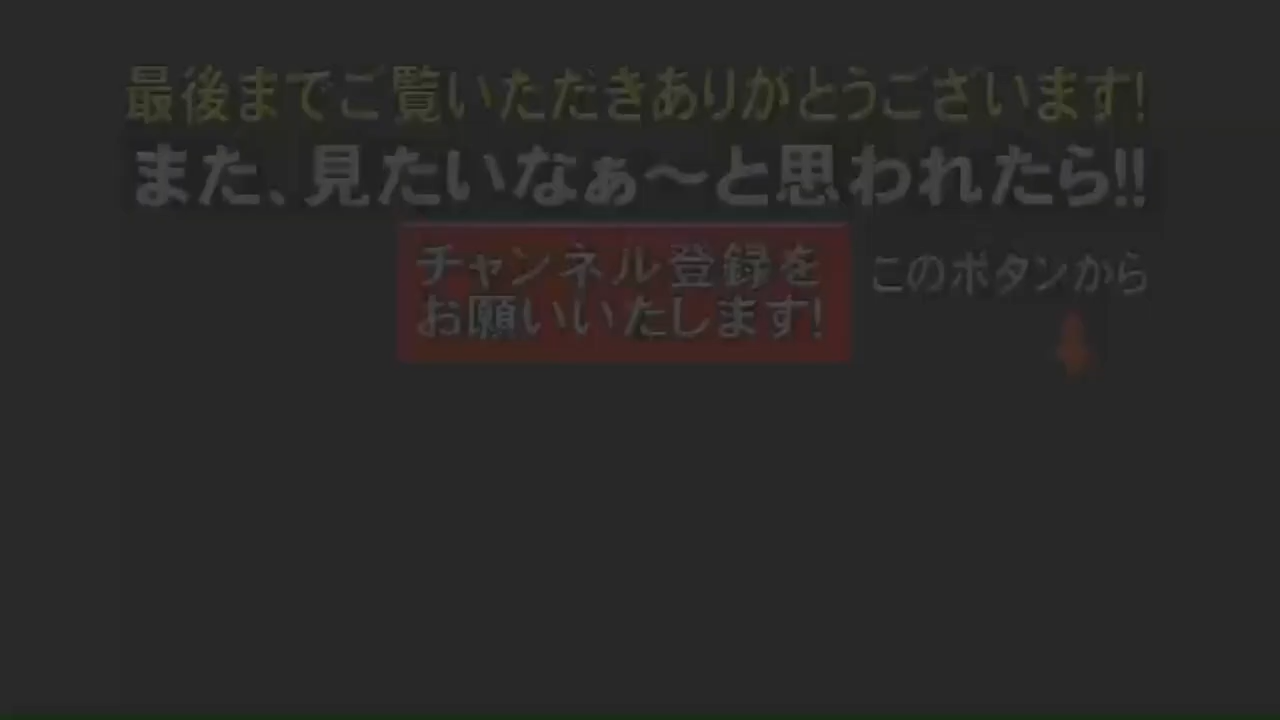 最後までご覧いただきありがとうございます!
また、見たいなぁ～と思われたら!!
チャンネル登録を
お願いいたします!
このボタンから